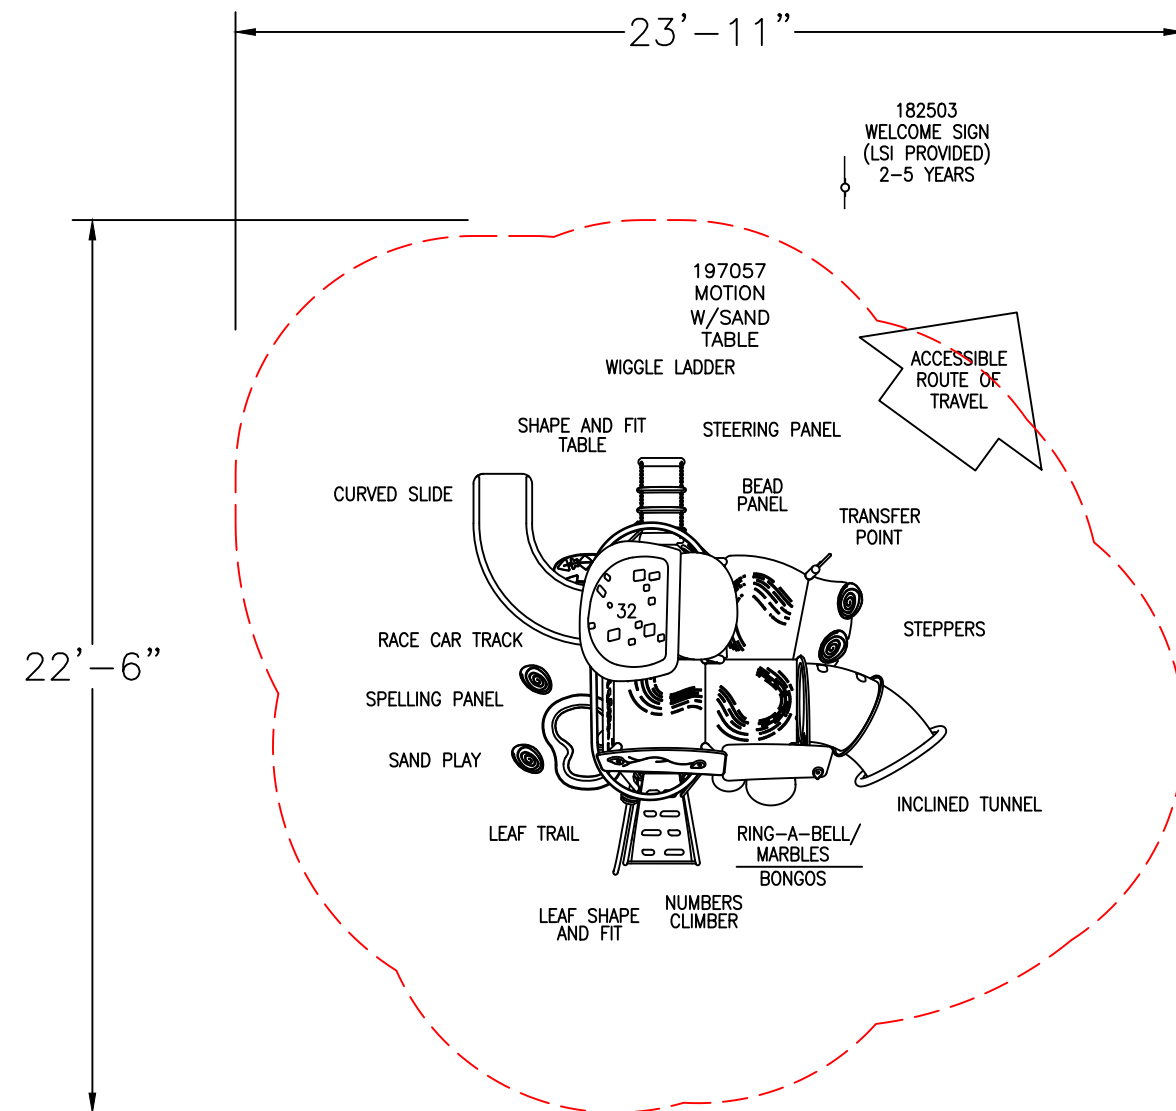 23'-11"
182503
WELCOME SIGN
(LSI PROVIDED)
2-5 YEARS
197057
MOTION
W/SAND
TABLE
WIGGLE LADDER
ACCESSIBLE
ROUTE OF
TRAVEL
SHAPE AND FIT
TABLE
STEERING PANEL
CURVED SLIDE
BEAD
PANEL
TRANSFER
POINT
32
RACE CAR TRACK
STEPPERS
22'-6"
SPELLING PANEL
SAND PLAY
INCLINED TUNNEL
LEAF TRAIL
RING-A-BELL/
MARBLES
BONGOS
LEAF SHAPE
AND FIT
NUMBERS
CLIMBER